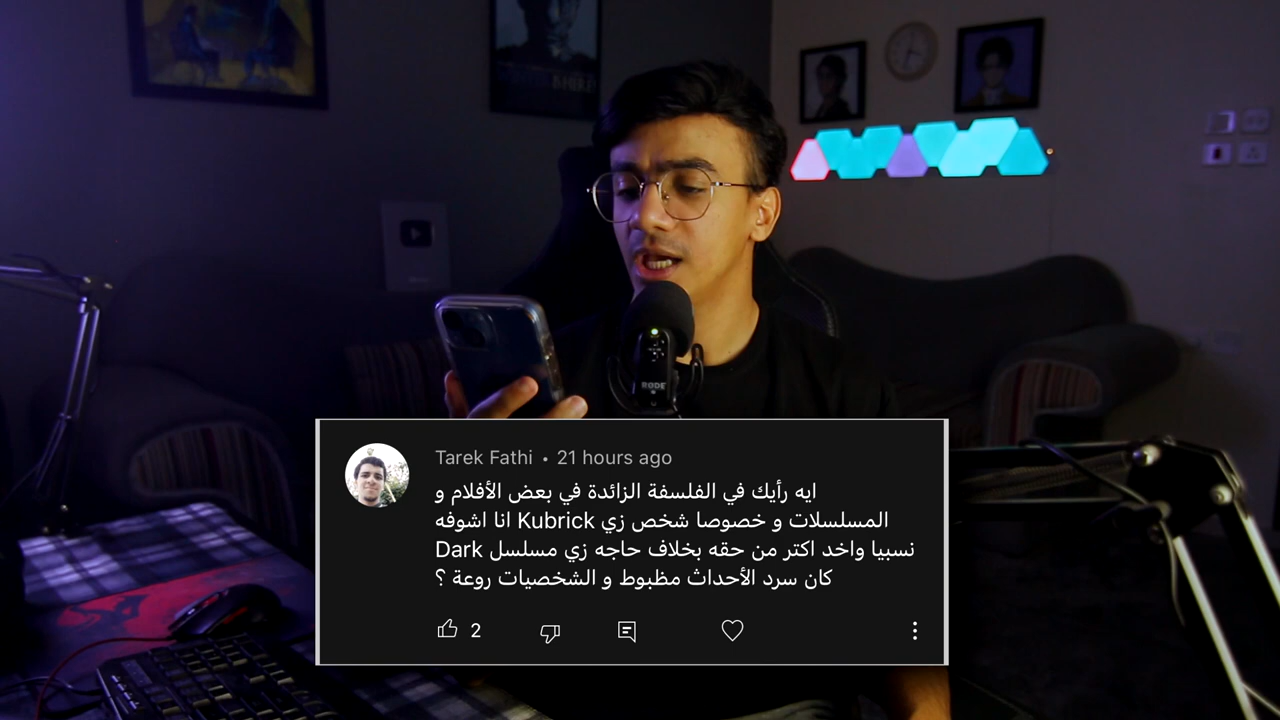 Tarek Fathi • 21 hours ago
ايه رأيك في الفلسفة الزائدة في بعض الأفلام و
المسلسلات و خصوصا شخص زي Kubrick انا اشوفه
نسبيا واخد اكتر من حقه بخلاف حاجه زي مسلسل Dark
كان سرد الأحداث مظبوط و الشخصيات روعة ؟
2
RODE